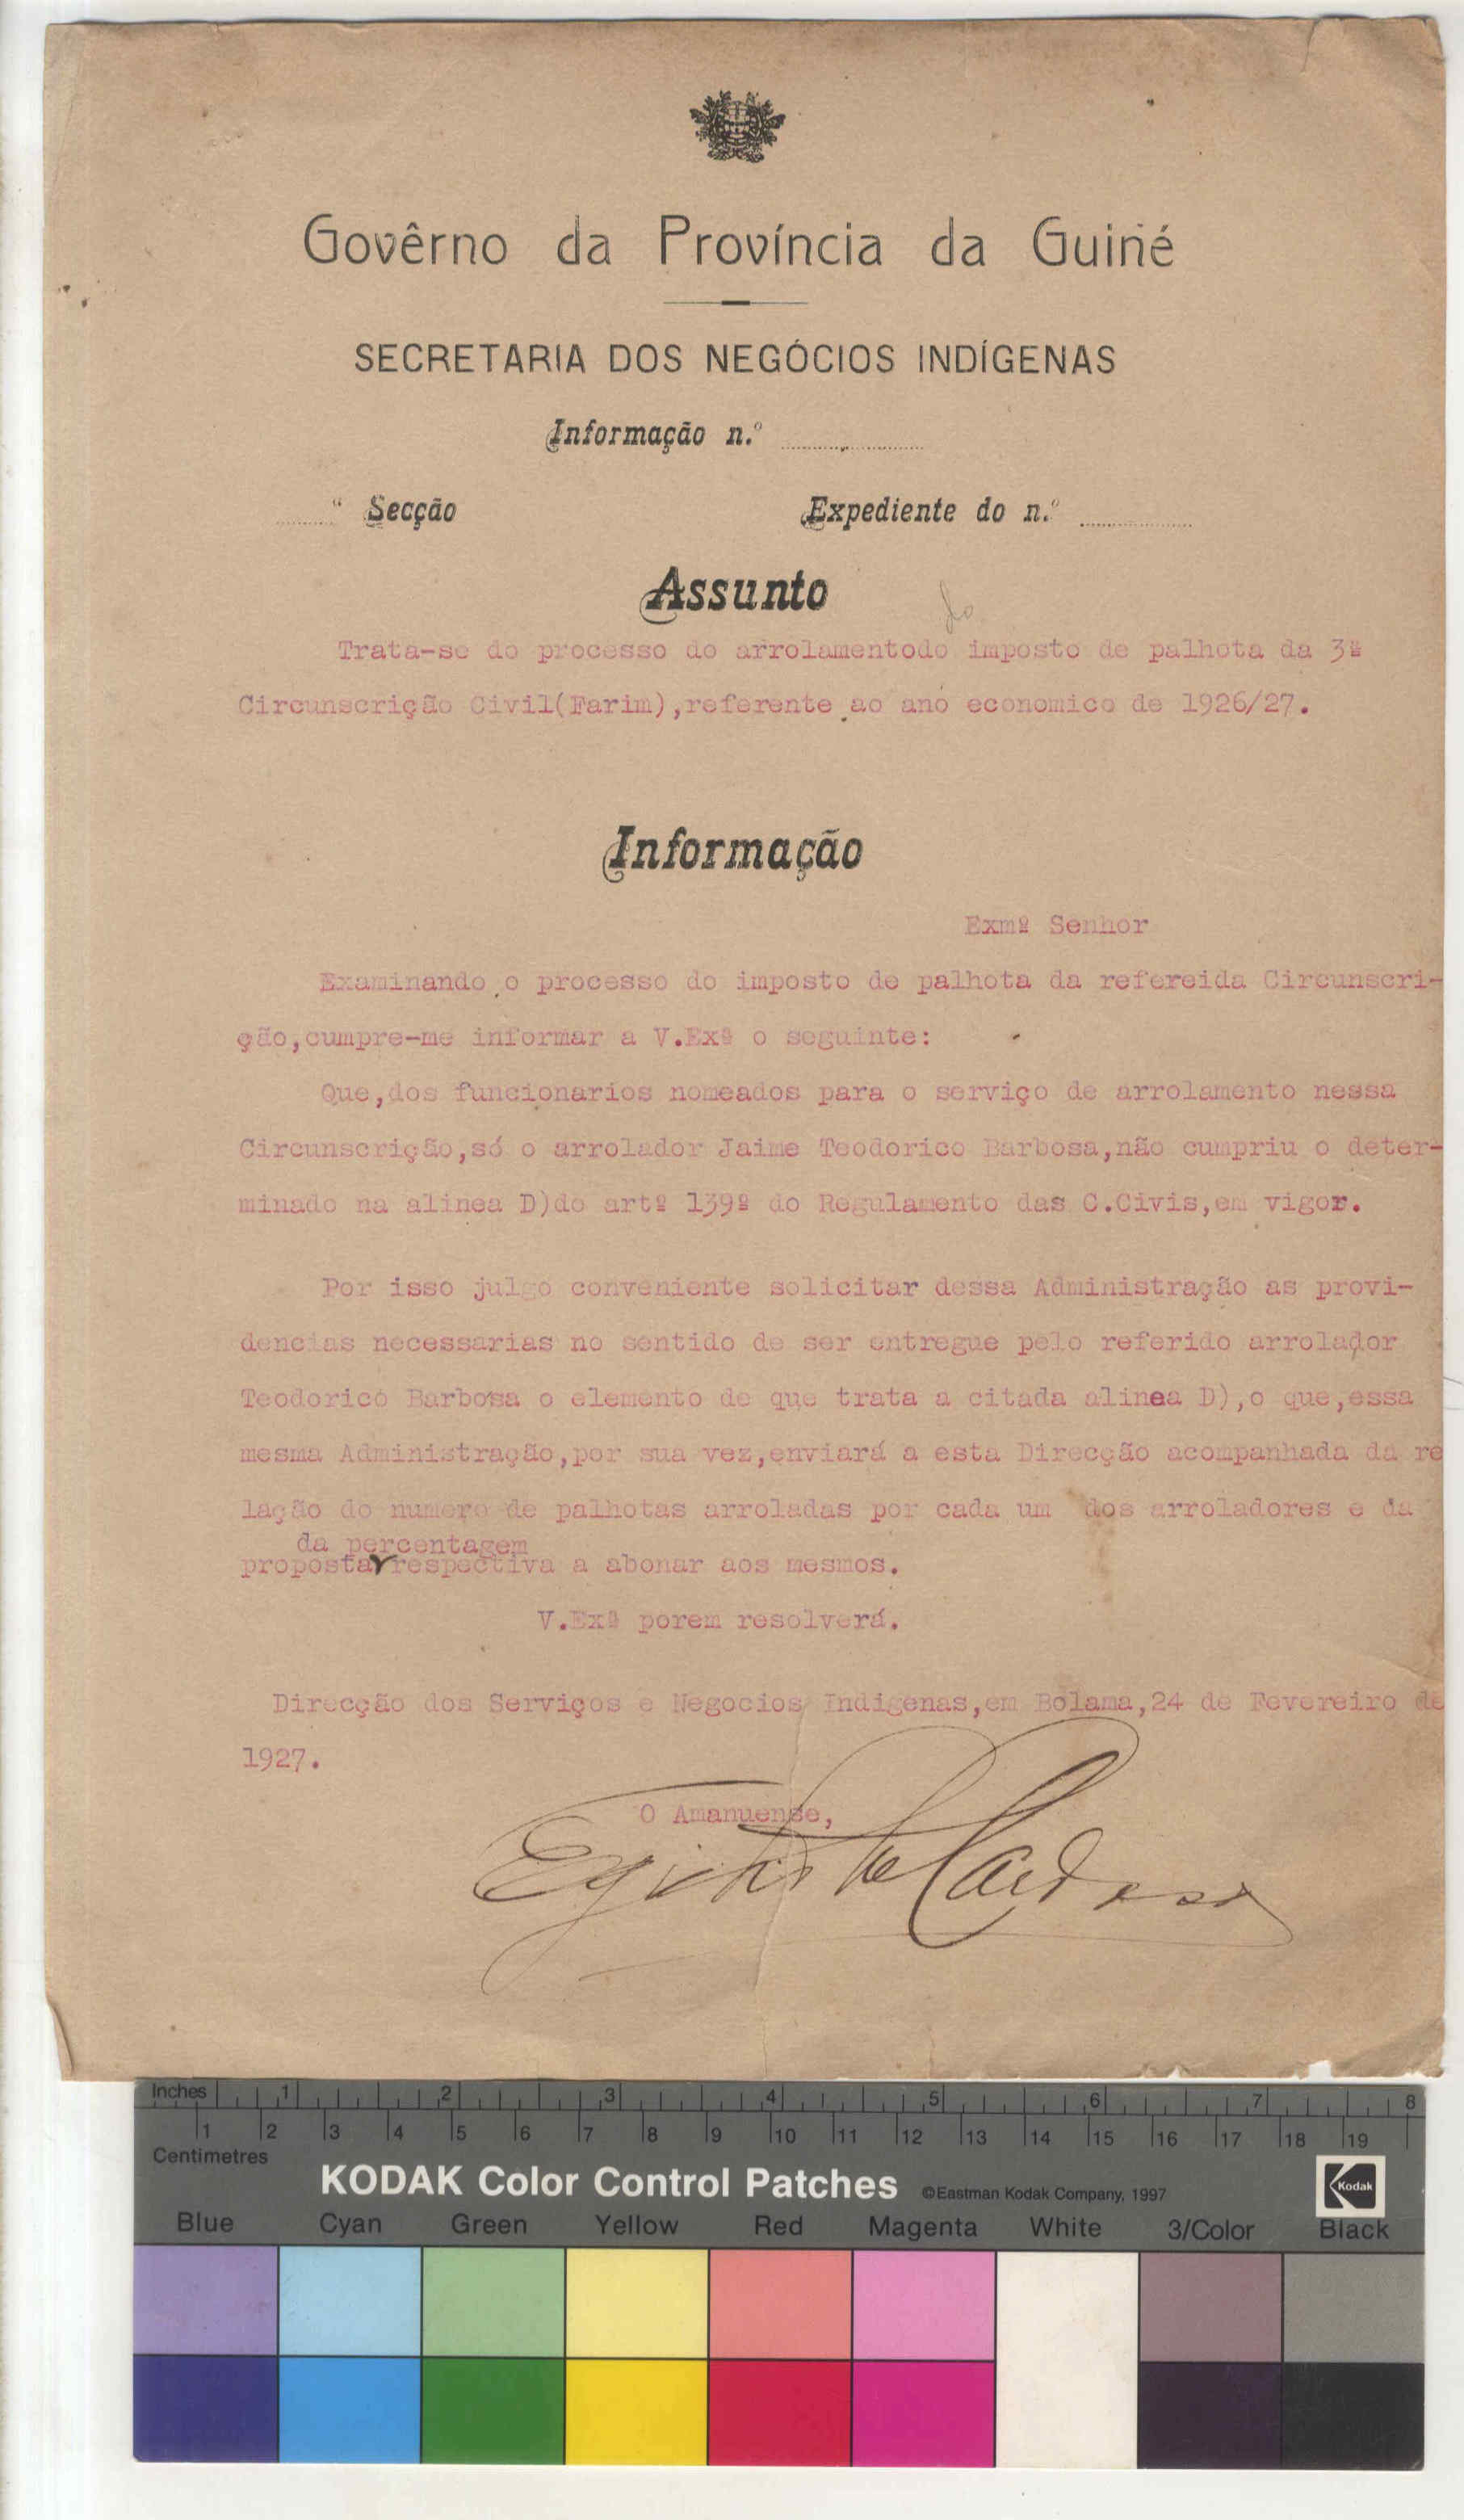 Govêrno da Província da Guiné
SECRETARIA DOS NEGÓCIOS INDÍGENAS
Informação n.º
ª Secção Expediente do n.º
Assunto
do
Trata-se do processo do arrolamentodo imposto de palhota da 3ª
Circunscrição Civil(Farim),referente ao ano economico de 1926/27.
Informação
Exmº Senhor
Examinando o processo do imposto de palhota da refereida Circunscri-
ção,cumpre-me informar a V.Exª o seguinte:
Que,dos funcionarios nomeados para o serviço de arrolamento nessa
Circunscrição,só o arrolador Jaime Teodorico Barbosa,não cumpriu o deter-
minado na alinea D)do artº 139º do Regulamento das C.Civis,em vigor.
Por isso julgo conveniente solicitar dessa Administração as provi-
dencias necessarias no sentido de ser entregue pelo referido arrolador
Teodorico Barbosa o elemento de que trata a citada alinea D),o que,essa
mesma Administração,por sua vez,enviará a esta Direcção acompanhada da re
lação do numero de palhotas arroladas por cada um dos arroladores e da
da percentagem
proposta respectiva a abonar aos mesmos.
V.Exª porem resolverá.
Direcção dos Serviços e Negocios Indigenas,em Bolama,24 de Fevereiro de
1927.
O Amanuense,
Cardoso
Inches 1 2 3 4 5 6 7 8
1 2 3 4 5 6 7 8 9 10 11 12 13 14 15 16 17 18 19
Centimetres
KODAK Color Control Patches ©Eastman Kodak Company, 1997 Kodak
Blue Cyan Green Yellow Red Magenta White 3/Color Black